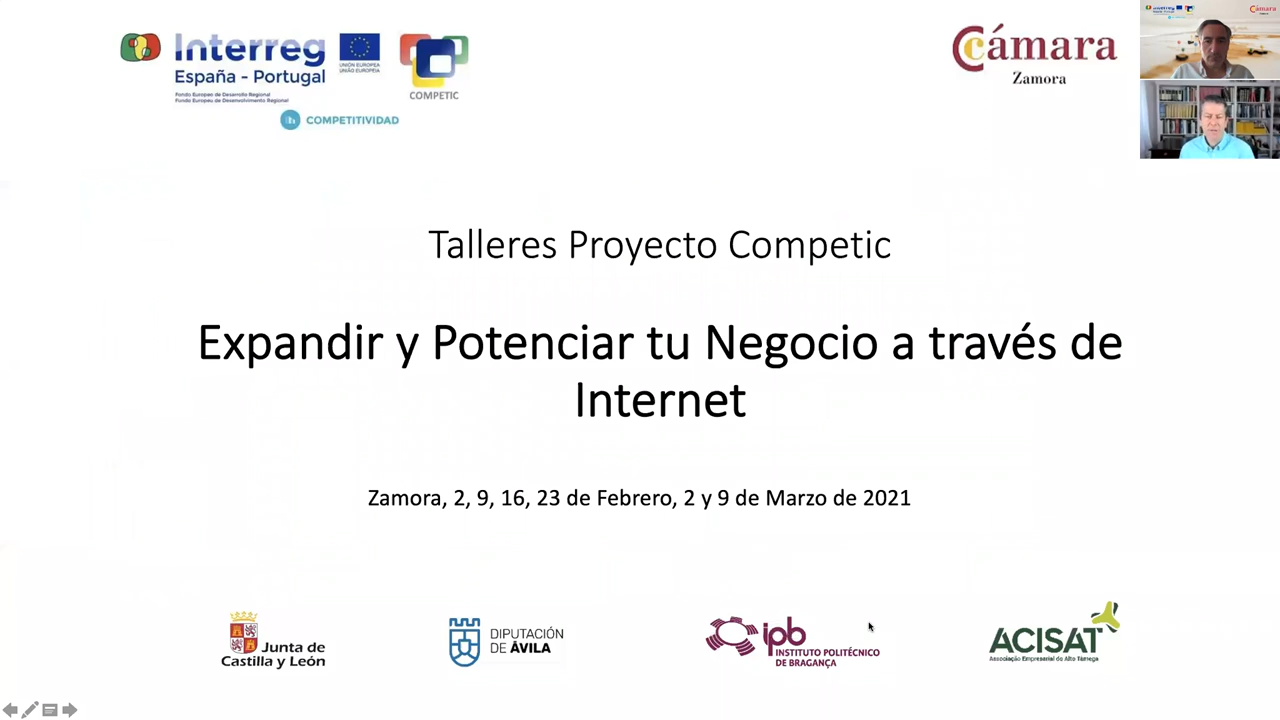 Interreg
España - Portugal
Fondo Europeo de Desarrollo Regional
Fondo Europeu de Desenvolvimento Regional
UNIÓN EUROPEA
UNIÃO EUROPEIA
COMPETIC
COMPETITIVIDAD
Cámara
Zamora
Talleres Proyecto Competic
Expandir y Potenciar tu Negocio a través de
Internet
Zamora, 2, 9, 16, 23 de Febrero, 2 y 9 de Marzo de 2021
Junta de
Castilla y León
DIPUTACIÓN
DE ÁVILA
ipb
INSTITUTO POLITÉCNICO
DE BRAGANÇA
ACISAT
Associação Empresarial do Alto Tâmega